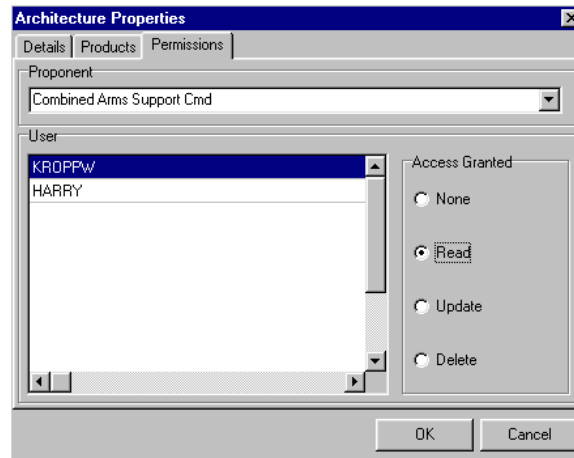 Architecture Properties
Details Products Permissions
Proponent
Combined Arms Support Cmd
User
KROPPW
HARRY
Access Granted
None
Read
Update
Delete
OK Cancel